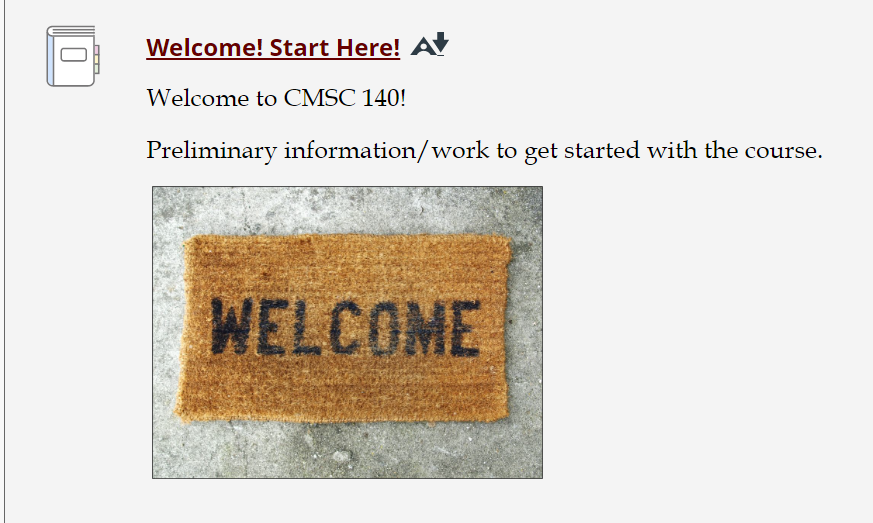 Welcome! Start Here!
Welcome to CMSC 140!
Preliminary information/work to get started with the course.
WELCOME